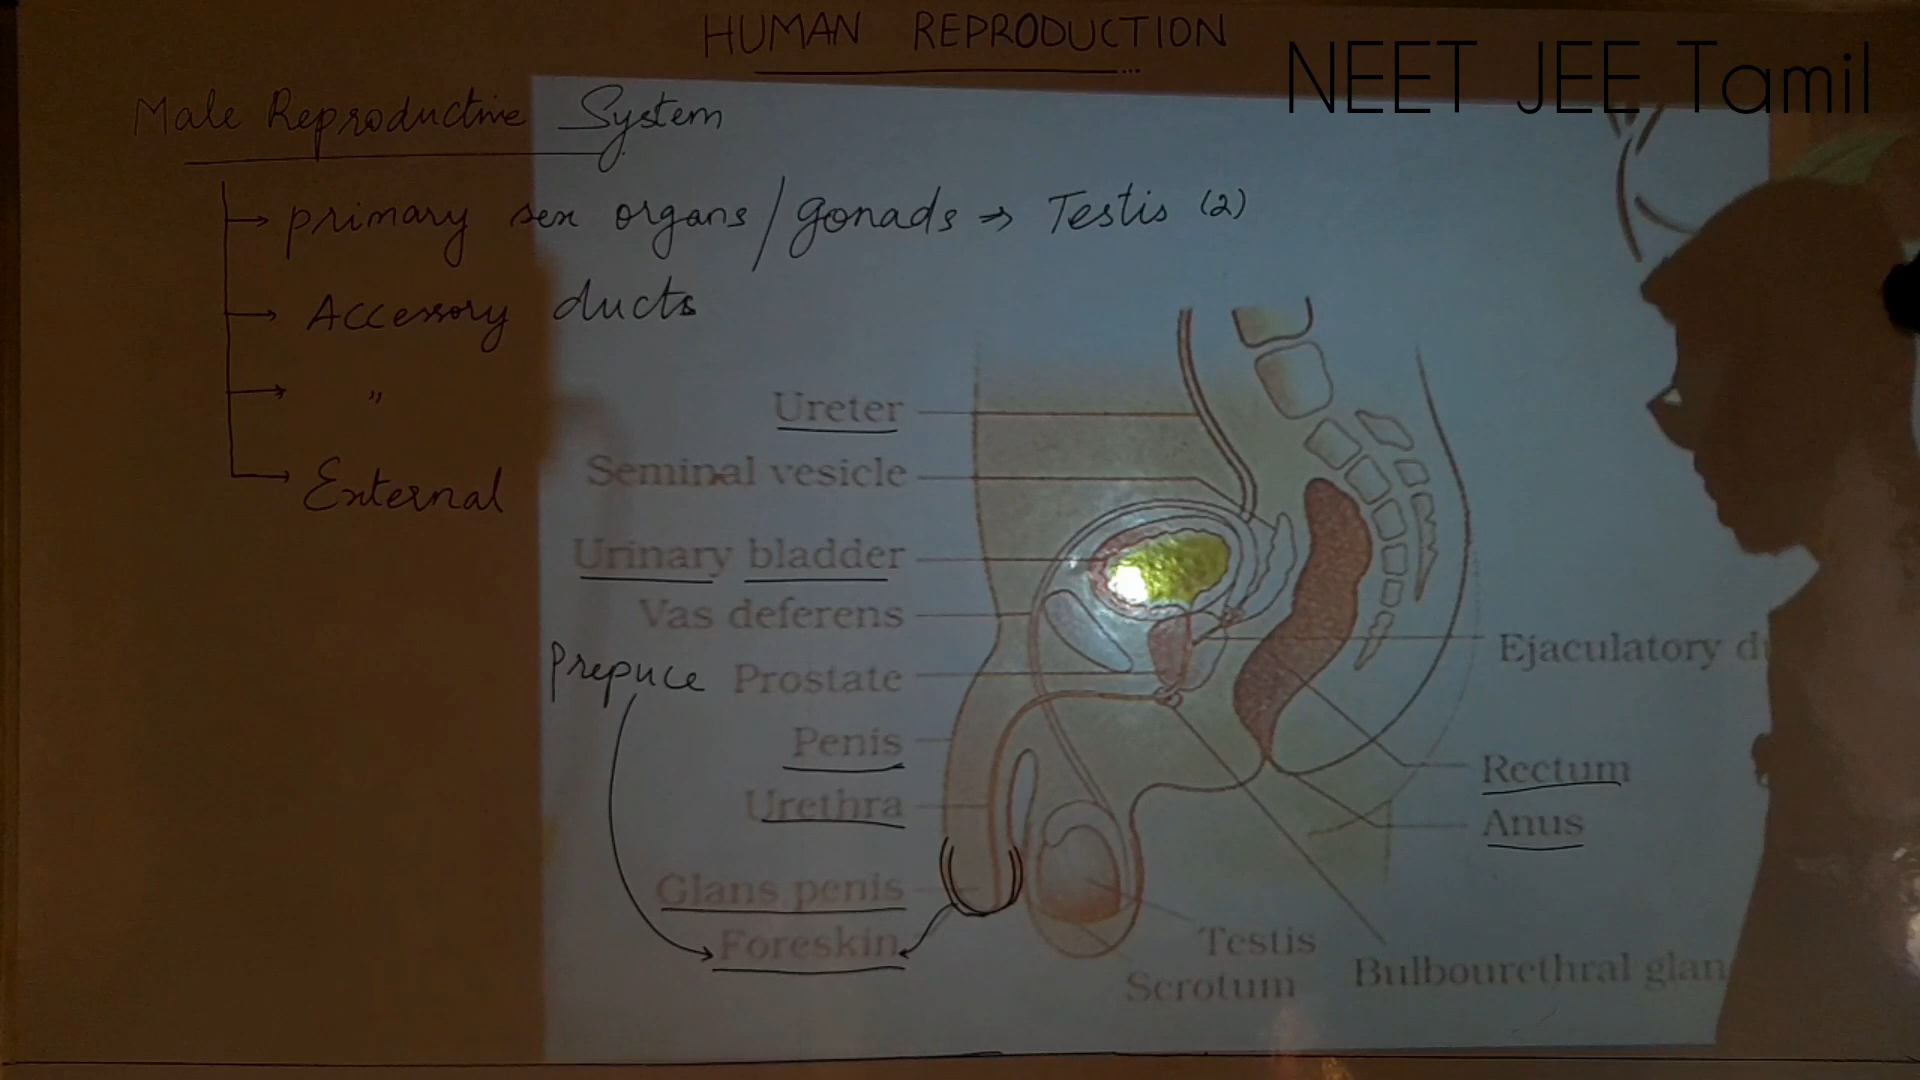 HUMAN REPRODUCTION
NEET JEE Tamil
Male Reproductive System
primary sex organs/gonads ⇒ Testis (2)
Accessory ducts
"
External
Ureter
Seminal vesicle
Urinary bladder
Vas deferens
Prepuce
Prostate
Penis
Urethra
Glans penis
Foreskin
Ejaculatory d
Rectum
Anus
Testis
Scrotum
Bulbourethral glan